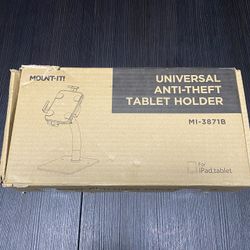 MOUNT-IT!
UNIVERSAL
ANTI-THEFT
TABLET HOLDER
MI-3871B
For
iPad,tablet